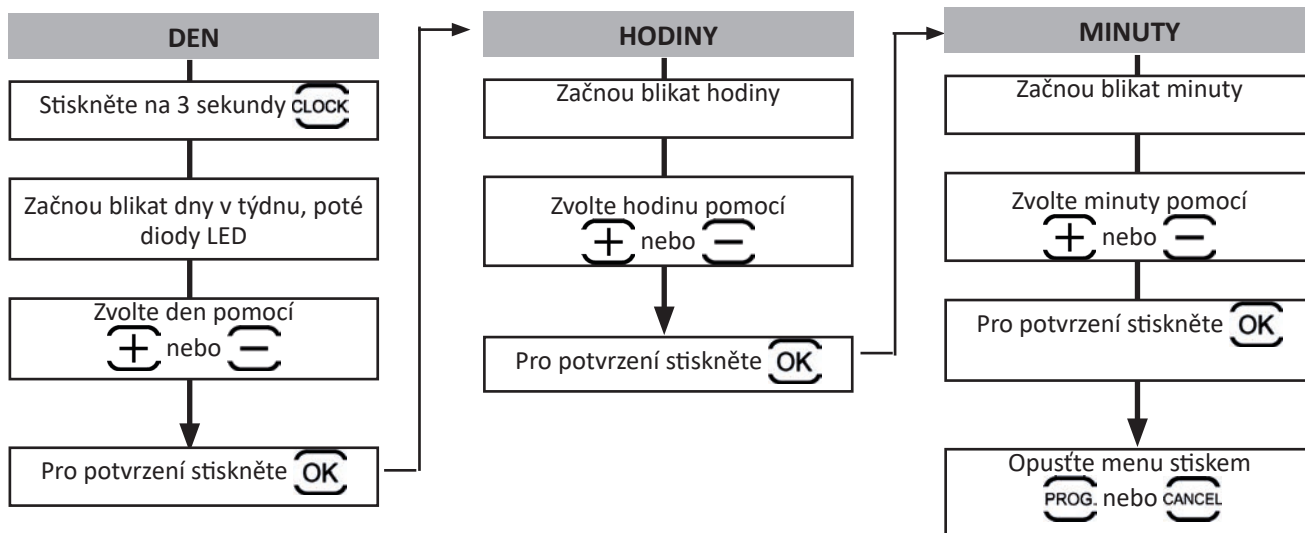 DEN
Stiskněte na 3 sekundy CLOCK
Začnou blikat dny v týdnu, poté
diody LED
Zvolte den pomocí
+ nebo −
Pro potvrzení stiskněte OK
HODINY
Začnou blikat hodiny
Zvolte hodinu pomocí
+ nebo −
Pro potvrzení stiskněte OK
MINUTY
Začnou blikat minuty
Zvolte minuty pomocí
+ nebo −
Pro potvrzení stiskněte OK
Opusťte menu stiskem
PROG. nebo CANCEL